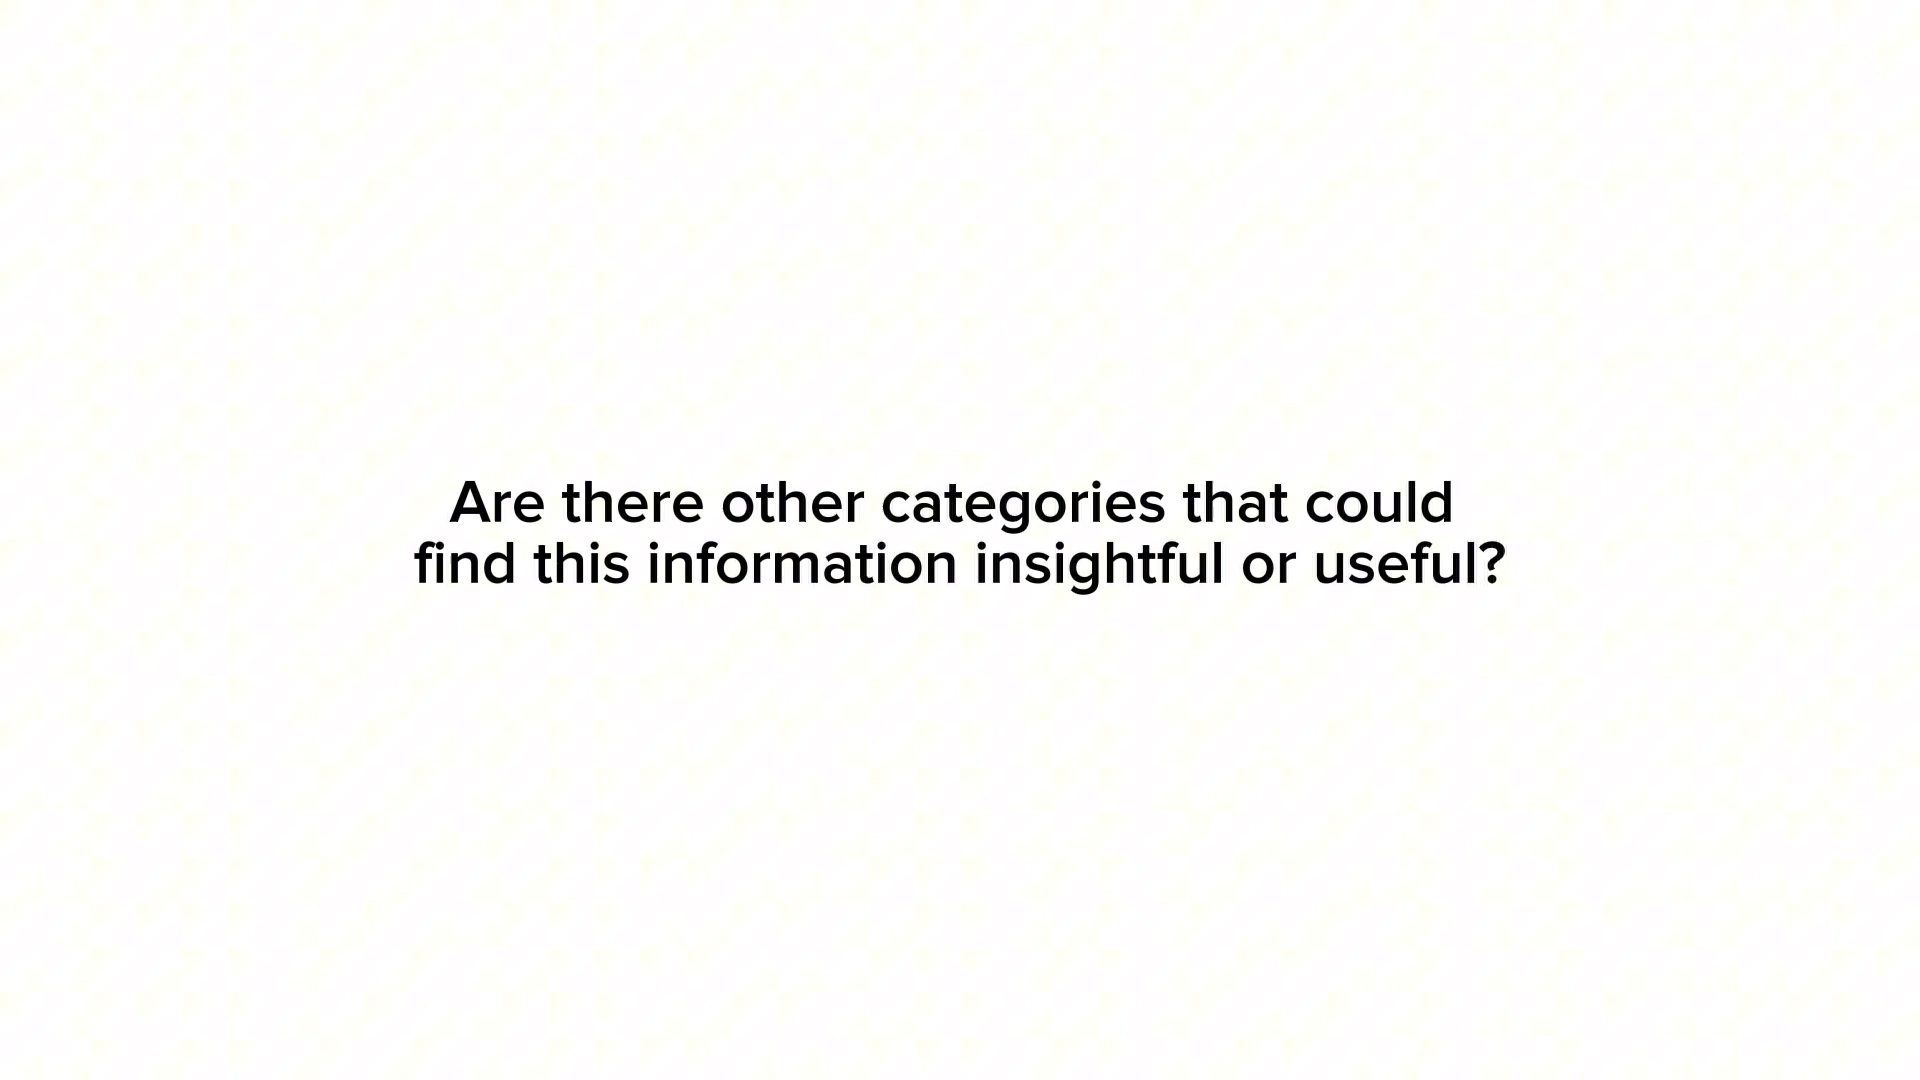 Are there other categories that could
find this information insightful or useful?